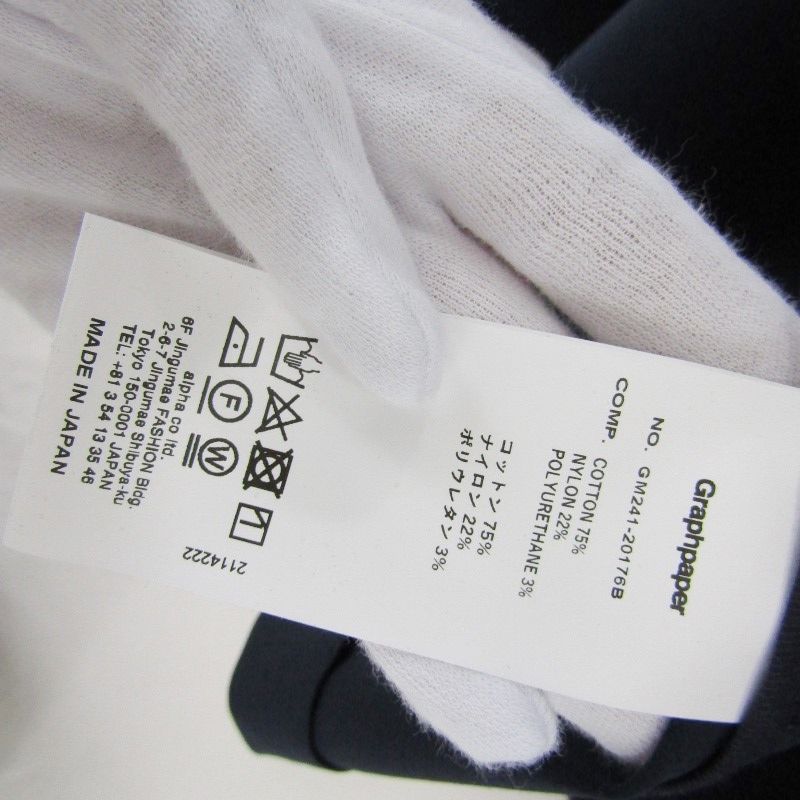 Graphpaper
NO. GM241-20176B
COMP. COTTON 75%
NYLON 22%
POLYURETHANE 3%
コットン 75%
ナイロン 22%
ポリウレタン 3%
F W
2114222
alpha co ltd.
6F Jingumae FASHION Bldg.
2-6-7 Jingumae Shibuya-ku
Tokyo 150-0001 JAPAN
TEL: +81 3 54 13 35 46
MADE IN JAPAN